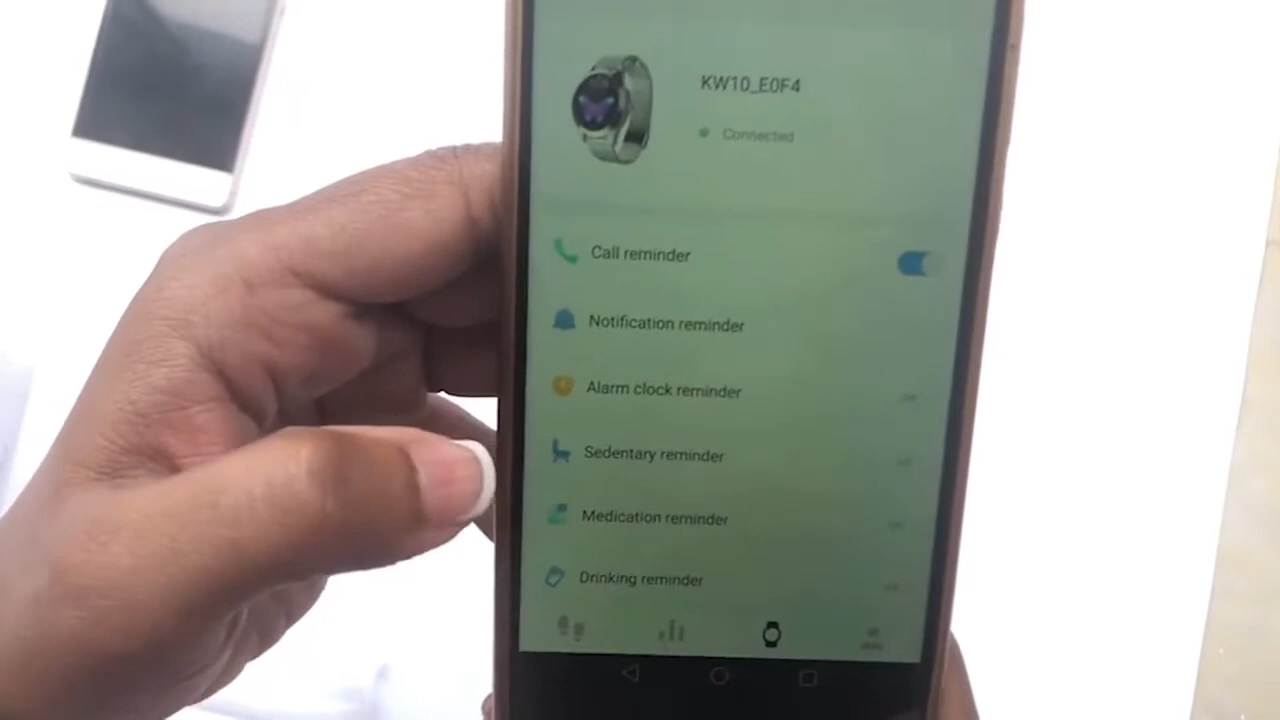 KW10_E0F4
Connected
Call reminder
Notification reminder
Alarm clock reminder
Sedentary reminder
Medication reminder
Drinking reminder